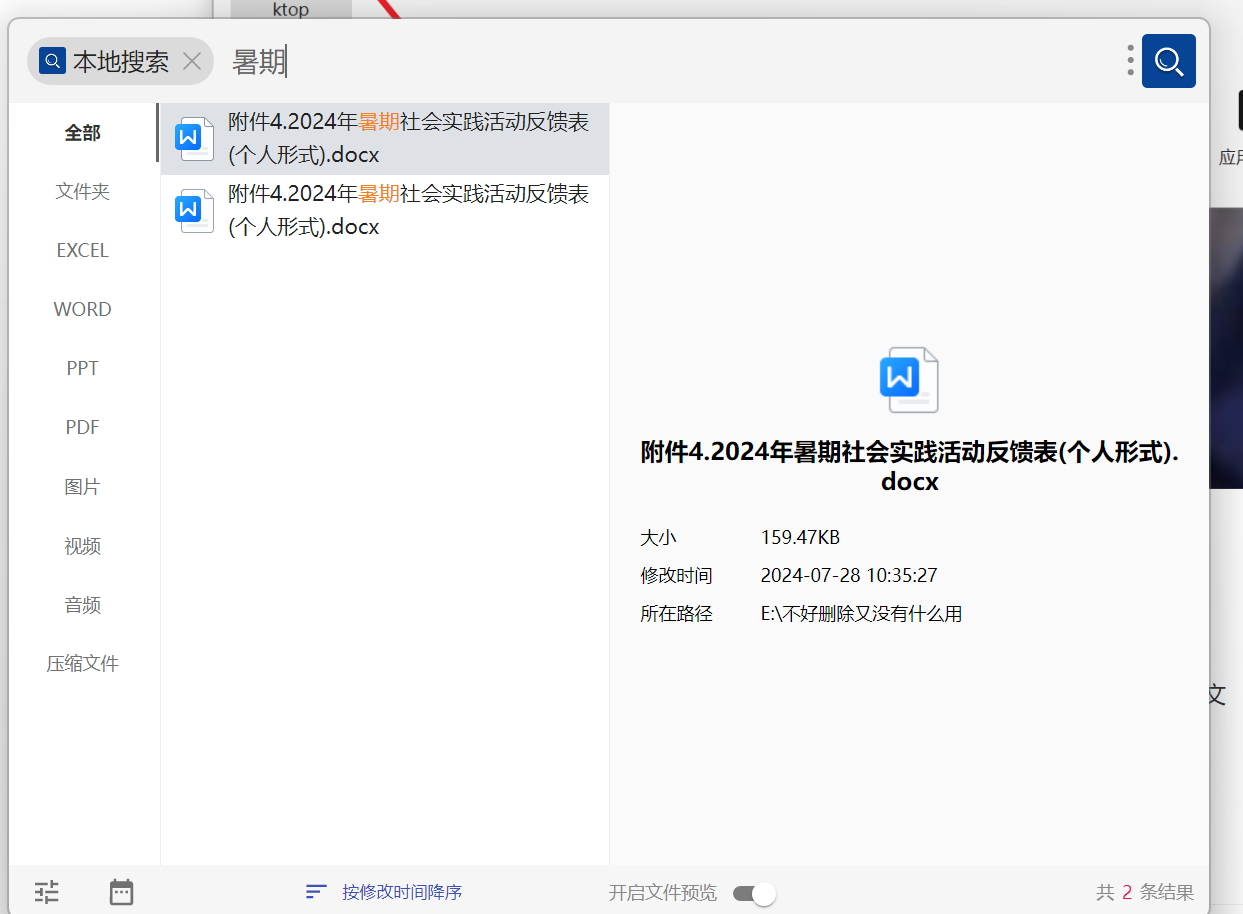 ktop
本地搜索
暑期
全部
文件夹
EXCEL
WORD
PPT
PDF
图片
视频
音频
压缩文件
附件4.2024年暑期社会实践活动反馈表
(个人形式).docx
附件4.2024年暑期社会实践活动反馈表
(个人形式).docx
附件4.2024年暑期社会实践活动反馈表(个人形式).
docx
大小 159.47KB
修改时间 2024-07-28 10:35:27
所在路径 E:\不好删除又没有什么用
应用
文
按修改时间降序
开启文件预览
共 2 条结果